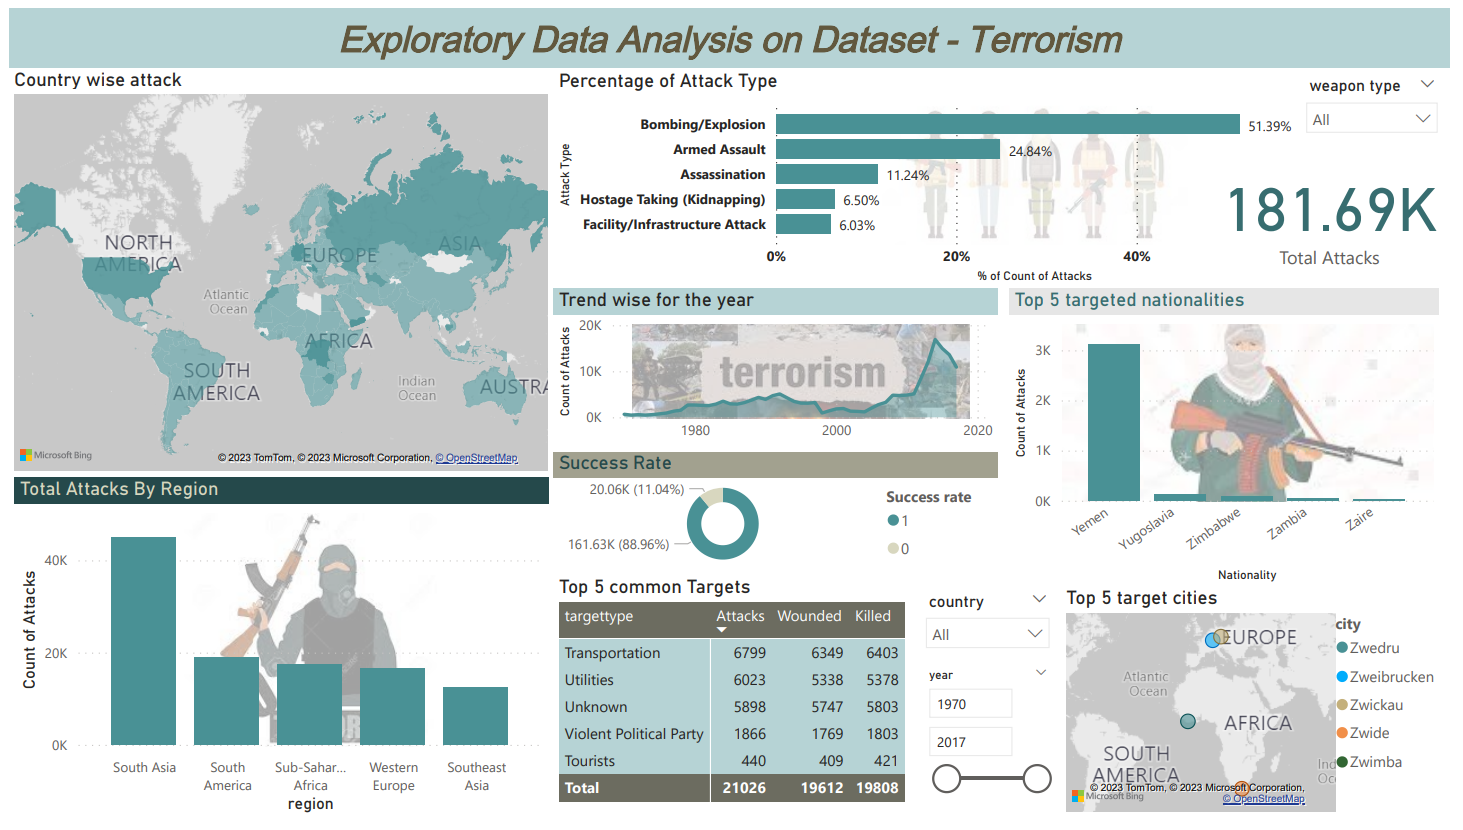 Exploratory Data Analysis on Dataset - Terrorism
Country wise attack
NORTH
AMERICA
EUROPE
ASIA
Atlantic
Ocean
AFRICA
SOUTH
AMERICA
Indian
Ocean
AUSTRA
Microsoft Bing
© 2023 TomTom, © 2023 Microsoft Corporation, © OpenStreetMap
Percentage of Attack Type
Attack Type
Bombing/Explosion 51.39%
Armed Assault 24.84%
Assassination 11.24%
Hostage Taking (Kidnapping) 6.50%
Facility/Infrastructure Attack 6.03%
0% 20% 40%
% of Count of Attacks
weapon type
All
181.69K
Total Attacks
Trend wise for the year
Count of Attacks
20K
10K
0K
terrorism
1980 2000 2020
Top 5 targeted nationalities
Count of Attacks
3K
2K
1K
0K
Yemen
Yugoslavia
Zimbabwe
Zambia
Zaire
Nationality
Success Rate
20.06K (11.04%)
161.63K (88.96%)
Success rate
1
0
Total Attacks By Region
Count of Attacks
40K
20K
0K
South Asia
South
America
Sub-Sahar...
Africa
Western
Europe
Southeast
Asia
region
Top 5 common Targets
targettype Attacks Wounded Killed
Transportation 6799 6349 6403
Utilities 6023 5338 5378
Unknown 5898 5747 5803
Violent Political Party 1866 1769 1803
Tourists 440 409 421
Total 21026 19612 19808
country
All
year
1970
2017
Top 5 target cities
EUROPE
Atlantic
Ocean
AFRICA
SOUTH
AMERICA
Ind
Oc
Microsoft Bing
© 2023 TomTom, © 2023 Microsoft Corporation,
© OpenStreetMap
city
Zwedru
Zweibrucken
Zwickau
Zwide
Zwimba